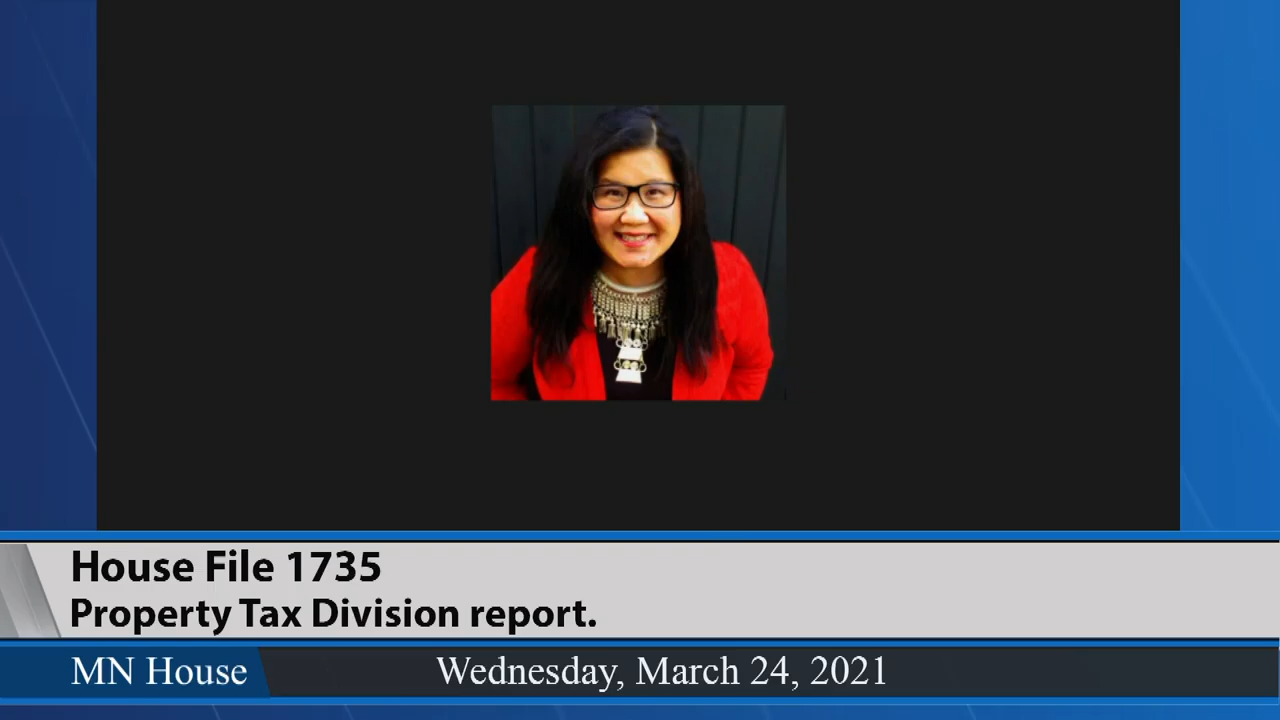 House File 1735
Property Tax Division report.
MN House
Wednesday, March 24, 2021